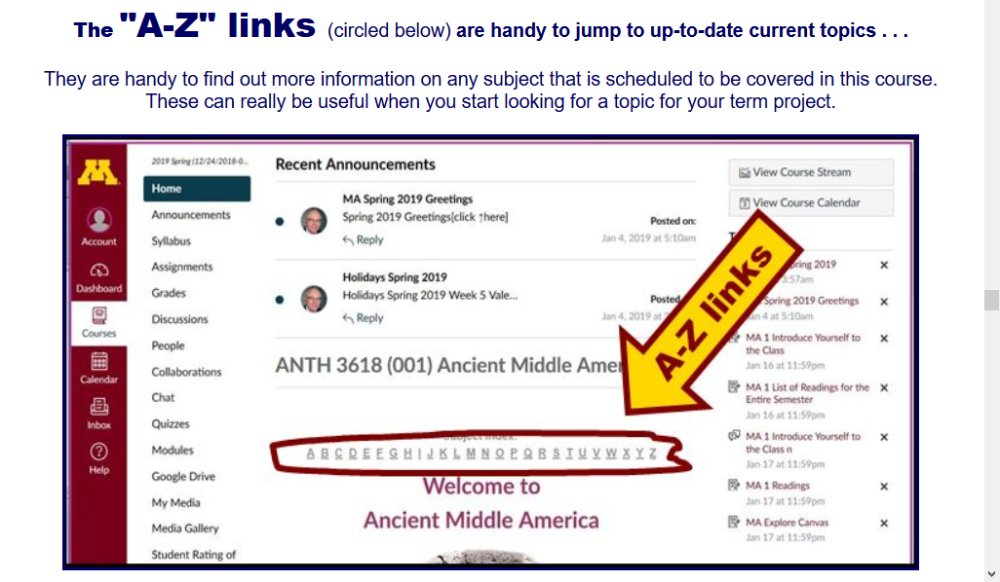 The "A-Z" links (circled below) are handy to jump to up-to-date current topics . . .
They are handy to find out more information on any subject that is scheduled to be covered in this course.
These can really be useful when you start looking for a topic for your term project.
2019 Spring (12/24/2018-0...
Home
Announcements
Syllabus
Assignments
Grades
Discussions
People
Collaborations
Chat
Quizzes
Modules
Google Drive
My Media
Media Gallery
Student Rating of
Account
Dashboard
Courses
Calendar
Inbox
Help
Recent Announcements
MA Spring 2019 Greetings
Spring 2019 Greetings[click ↑here]
Reply
Posted on:
Jan 4, 2019 at 5:10am
Holidays Spring 2019
Holidays Spring 2019 Week 5 Vale...
Reply
Posted
Jan 4, 2019 at
ANTH 3618 (001) Ancient Middle Amer
Subject Index:
A B C D E F G H I J K L M N O P Q R S T U V W X Y Z
Welcome to
Ancient Middle America
A-Z links
View Course Stream
View Course Calendar
pring 2019
3:57am
Spring 2019 Greetings
an 4 at 5:10am
MA 1 Introduce Yourself to
the Class
Jan 16 at 11:59pm
MA 1 List of Readings for the
Entire Semester
Jan 16 at 11:59pm
MA 1 Introduce Yourself to
the Class n
Jan 17 at 11:59pm
MA 1 Readings
Jan 17 at 11:59pm
MA Explore Canvas
Jan 17 at 11:59pm